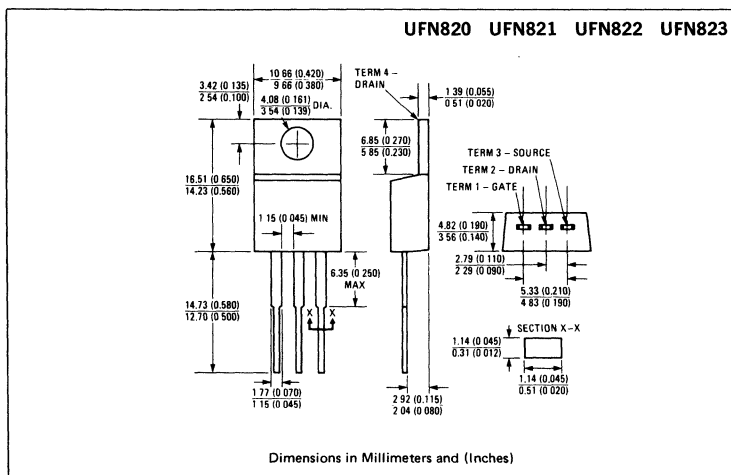 UFN820 UFN821 UFN822 UFN823
10 66 (0.420)
9 66 (0.380)
3.42 (0 135)
2 54 (0.100)
4.08 (0 161)
3 54 (0 139)
DIA.
TERM 4 –
DRAIN
1 39 (0.055)
0 51 (0 020)
6.85 (0 270)
5 85 (0.230)
TERM 3 – SOURCE
TERM 2 – DRAIN
TERM 1 – GATE
16.51 (0 650)
14.23 (0 560)
1 15 (0 045) MIN
4.82 (0 190)
3 56 (0.140)
2.79 (0 110)
2 29 (0 090)
6.35 (0 250)
MAX
5.33 (0.210)
4 83 (0 190)
14.73 (0.580)
12.70 (0 500)
X X
SECTION X–X
1.14 (0 045)
0.31 (0 012)
1.14 (0.045)
0.51 (0 020)
1 77 (0 070)
1 15 (0 045)
2 92 (0.115)
2 04 (0 080)
Dimensions in Millimeters and (Inches)